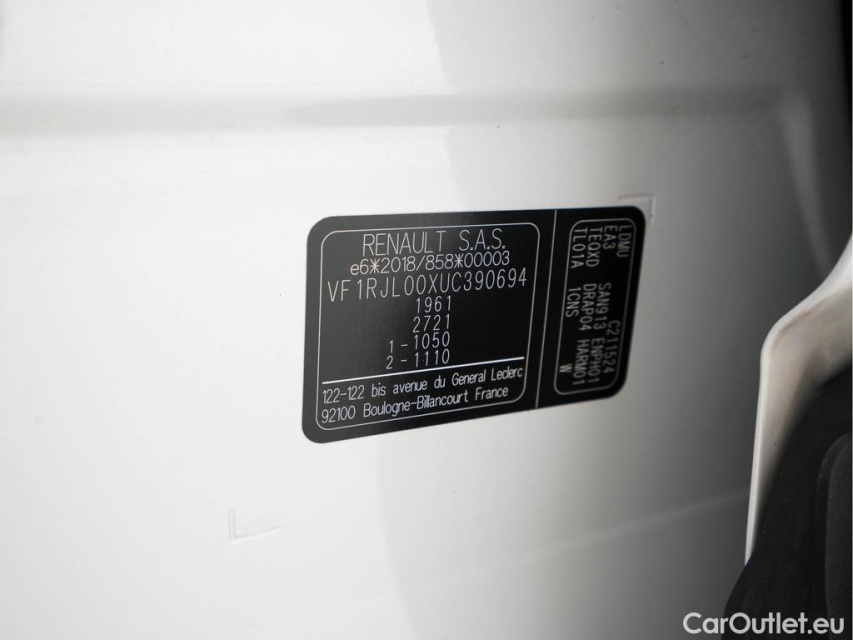 RENAULT S.A.S.
e6*2018/858*00003
VF1RJL00XUC390694
1961
2721
1 -1050
2 -1110
122-122 bis avenue du General Leclerc
92100 Boulogne-Billancourt France
LDMU C211524
EA3 SAN913 ENPH01
TEQXD DRAP04 HARM01
TL01A 1CNS W
CarOutlet.eu